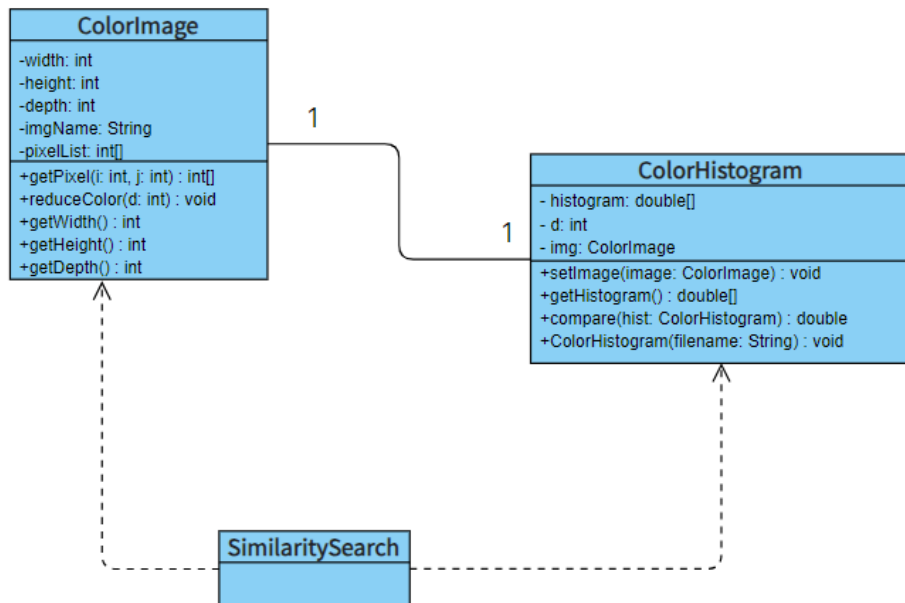 ColorImage
-width: int
-height: int
-depth: int
-imgName: String
-pixelList: int[]
+getPixel(i: int, j: int) : int[]
+reduceColor(d: int) : void
+getWidth() : int
+getHeight() : int
+getDepth() : int
1
1
ColorHistogram
- histogram: double[]
- d: int
- img: ColorImage
+setImage(image: ColorImage) : void
+getHistogram() : double[]
+compare(hist: ColorHistogram) : double
+ColorHistogram(filename: String) : void
SimilaritySearch